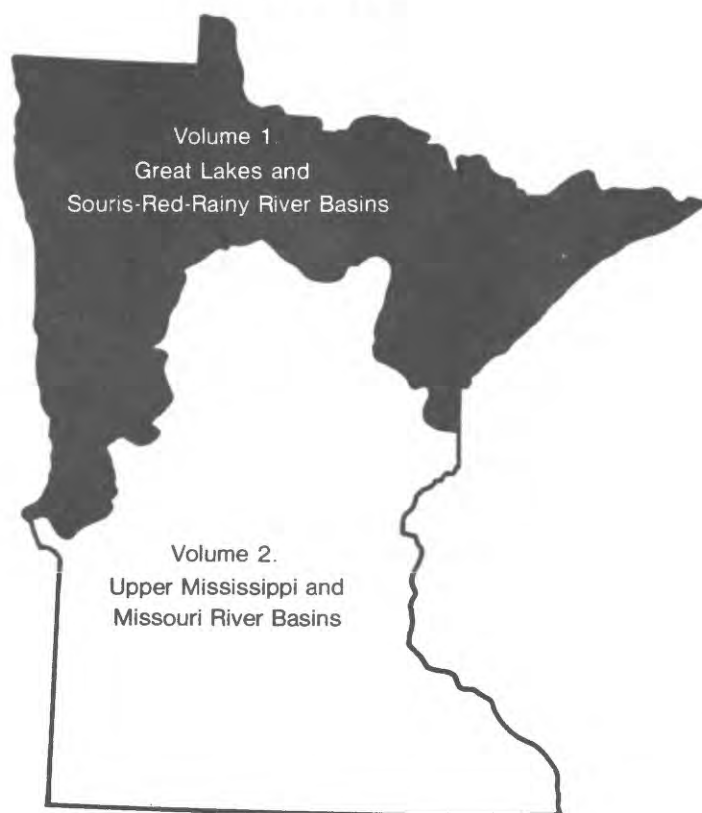 Volume 1.
Great Lakes and
Souris-Red-Rainy River Basins
Volume 2.
Upper Mississippi and
Missouri River Basins